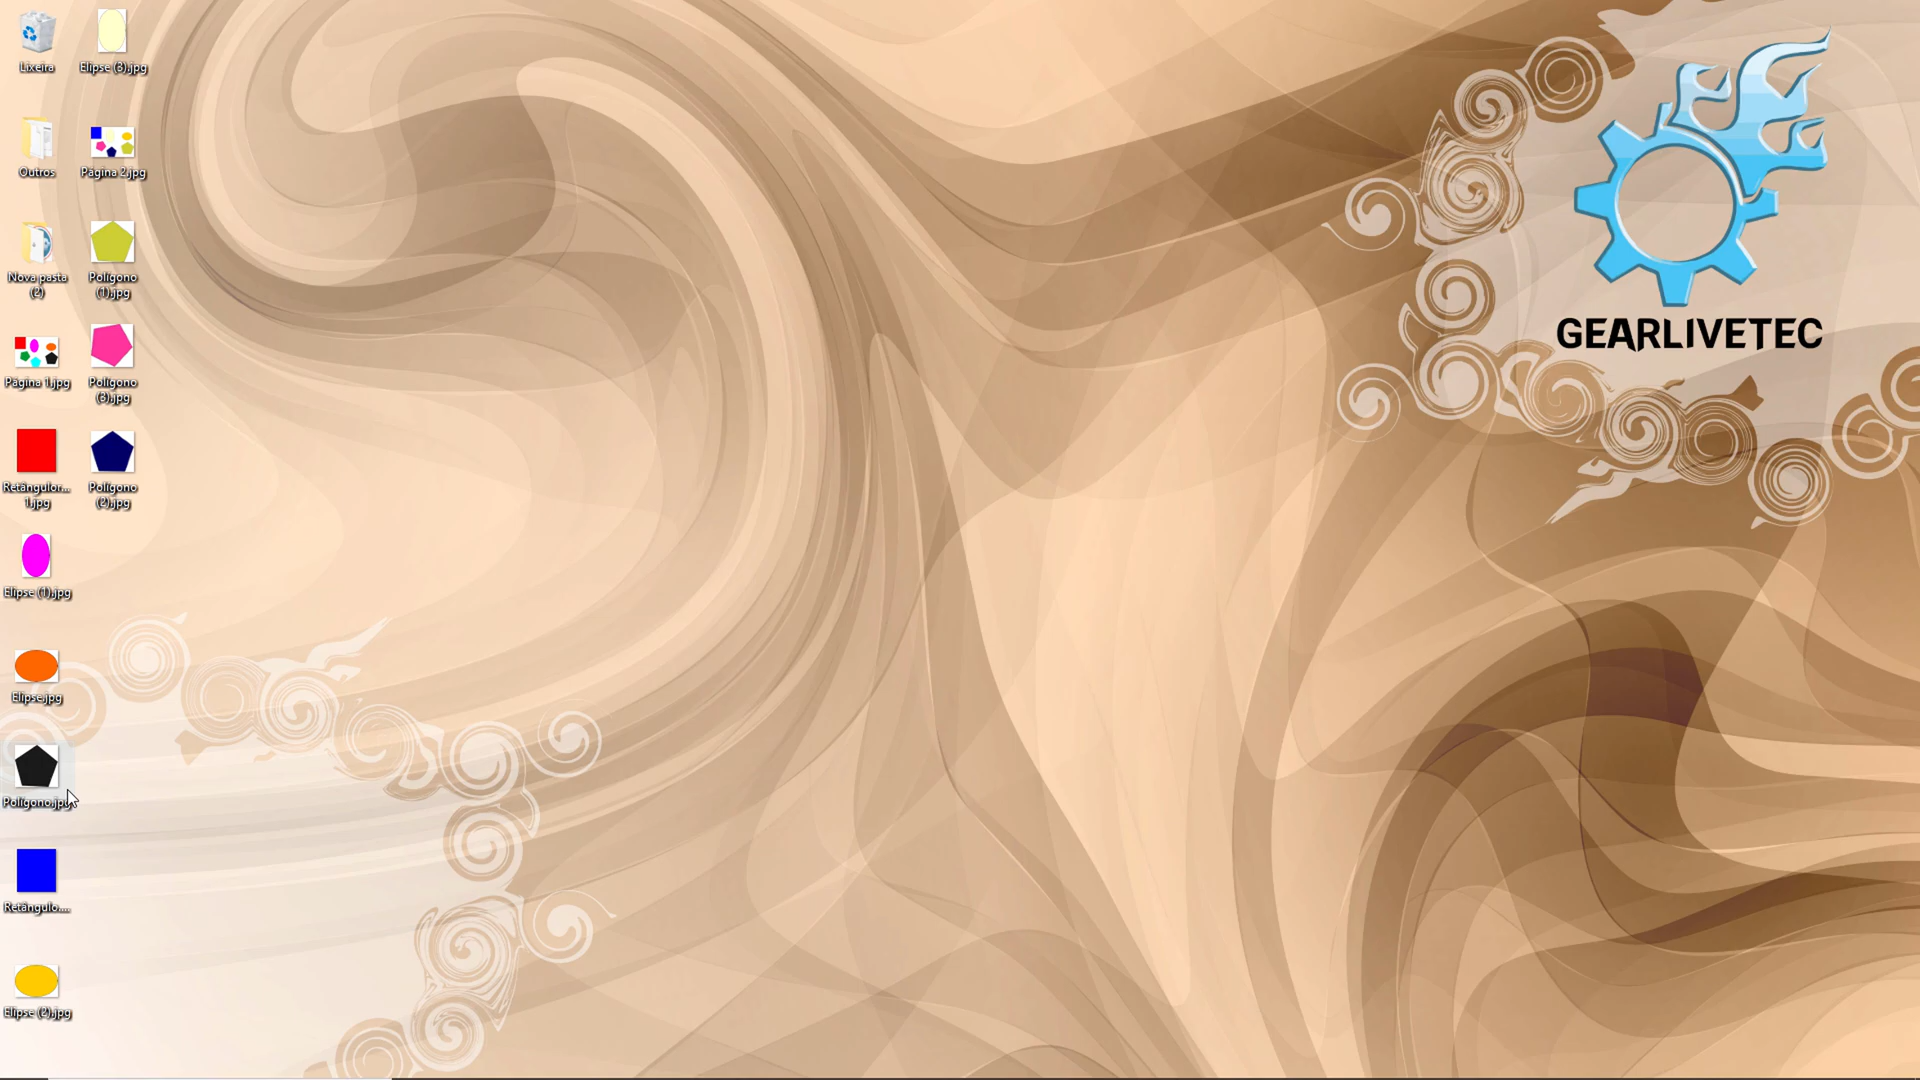 Lixeira
Outros
Nova pasta
(2)
Página 1.jpg
Retângulor...
1.jpg
Elipse (1).jpg
Elipse.jpg
Polígono.jpg
Retângulo....
Elipse (2).jpg
Elipse (3).jpg
Página 2.jpg
Polígono
(1).jpg
Polígono
(3).jpg
Polígono
(2).jpg
GEARLIVETEC